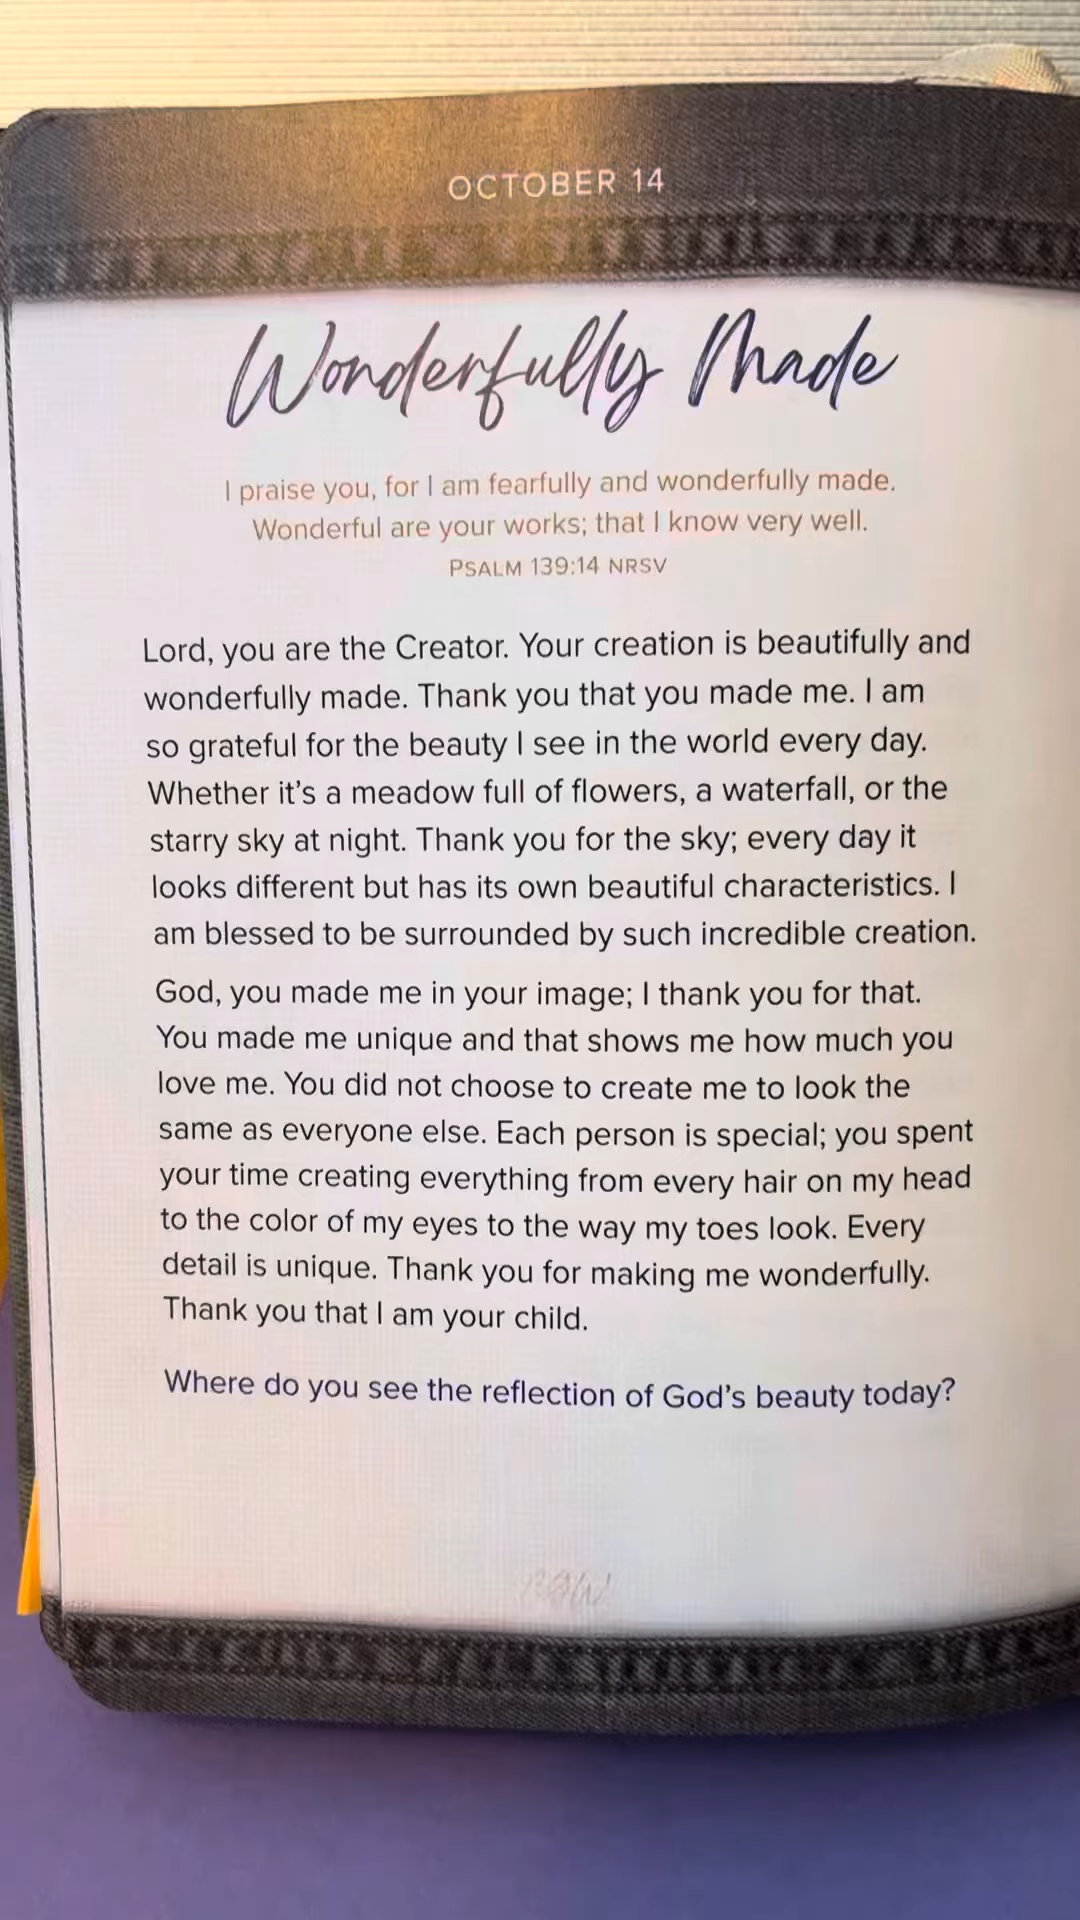 OCTOBER 14
Wonderfully Made
I praise you, for I am fearfully and wonderfully made.
Wonderful are your works; that I know very well.
PSALM 139:14 NRSV
Lord, you are the Creator. Your creation is beautifully and
wonderfully made. Thank you that you made me. I am
so grateful for the beauty I see in the world every day.
Whether it's a meadow full of flowers, a waterfall, or the
starry sky at night. Thank you for the sky; every day it
looks different but has its own beautiful characteristics. I
am blessed to be surrounded by such incredible creation.
God, you made me in your image; I thank you for that.
You made me unique and that shows me how much you
love me. You did not choose to create me to look the
same as everyone else. Each person is special; you spent
your time creating everything from every hair on my head
to the color of my eyes to the way my toes look. Every
detail is unique. Thank you for making me wonderfully.
Thank you that I am your child.
Where do you see the reflection of God's beauty today?